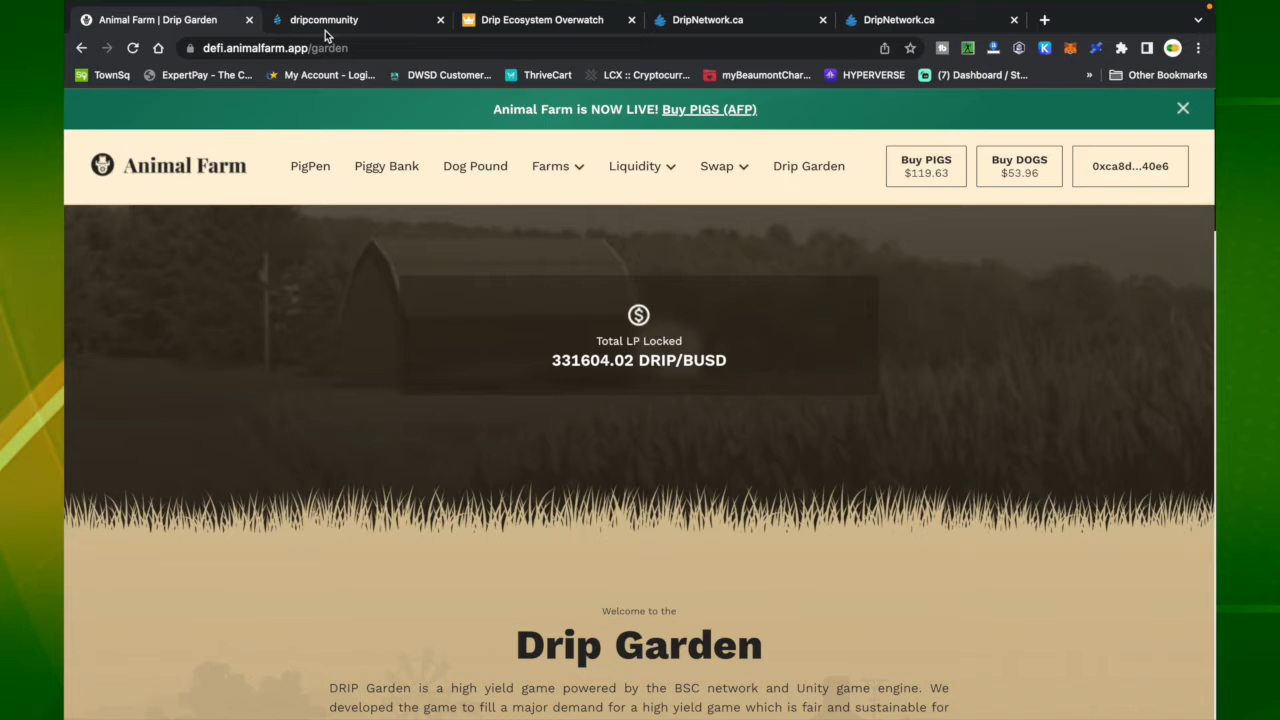 Animal Farm | Drip Garden
dripcommunity
Drip Ecosystem Overwatch
DripNetwork.ca
DripNetwork.ca
defi.animalfarm.app/garden
TownSq
ExpertPay - The C...
My Account - Logi...
DWSD Customer...
ThriveCart
LCX :: Cryptocurr...
myBeaumontChar...
HYPERVERSE
(7) Dashboard / St...
»
Other Bookmarks
Animal Farm is NOW LIVE! Buy PIGS (AFP)
Animal Farm
PigPen
Piggy Bank
Dog Pound
Farms
Liquidity
Swap
Drip Garden
Buy PIGS
$119.63
Buy DOGS
$53.96
0xca8d...40e6
Total LP Locked
331604.02 DRIP/BUSD
Welcome to the
Drip Garden
DRIP Garden is a high yield game powered by the BSC network and Unity game engine. We
developed the game to fill a major demand for a high yield game which is fair and sustainable for